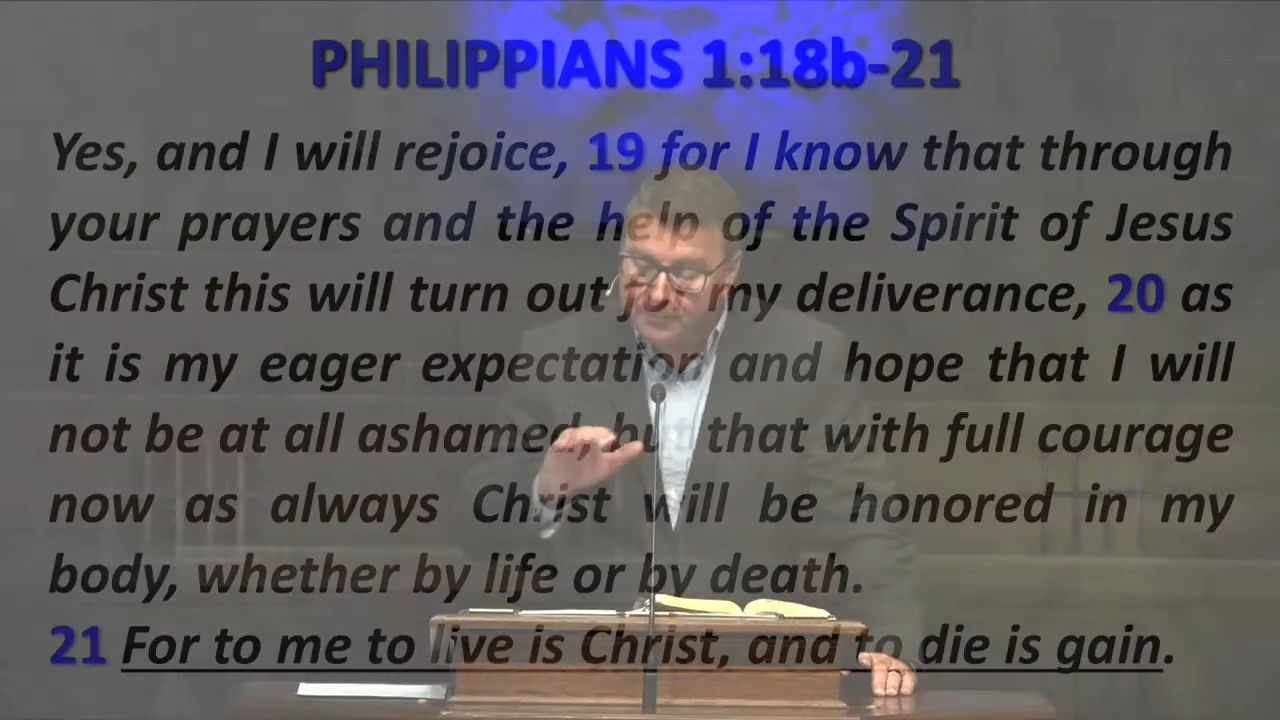 PHILIPPIANS 1:18b-21
Yes, and I will rejoice, 19 for I know that through
your prayers and the help of the Spirit of Jesus
Christ this will turn out for my deliverance, 20 as
it is my eager expectation and hope that I will
not be at all ashamed, but that with full courage
now as always Christ will be honored in my
body, whether by life or by death.
21 For to me to live is Christ, and to die is gain.